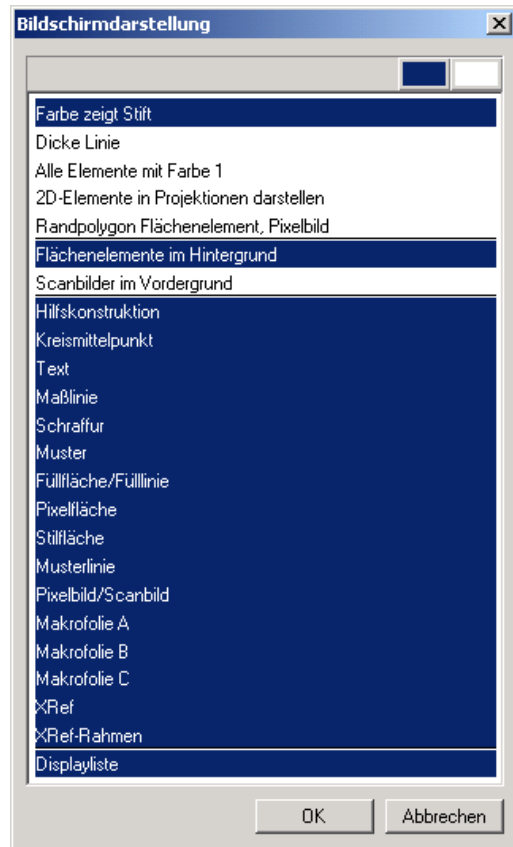 Bildschirmdarstellung
Farbe zeigt Stift
Dicke Linie
Alle Elemente mit Farbe 1
2D-Elemente in Projektionen darstellen
Randpolygon Flächenelement, Pixelbild
Flächenelemente im Hintergrund
Scanbilder im Vordergrund
Hilfskonstruktion
Kreismittelpunkt
Text
Maßlinie
Schraffur
Muster
Füllfläche/Fülllinie
Pixelfläche
Stilfläche
Musterlinie
Pixelbild/Scanbild
Makrofolie A
Makrofolie B
Makrofolie C
XRef
XRef-Rahmen
Displayliste
OK Abbrechen